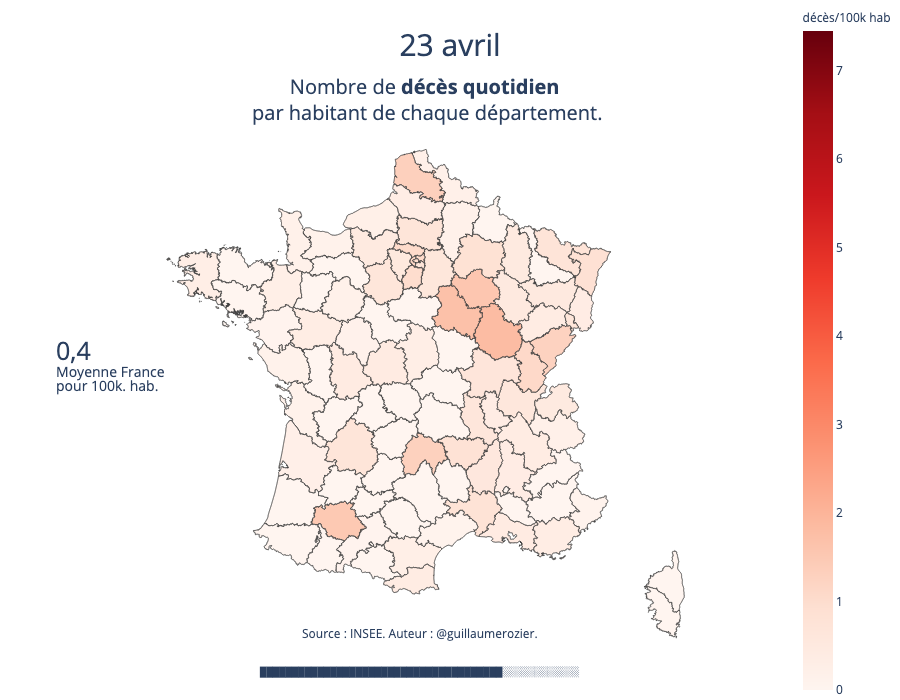 décès/100k hab
23 avril
Nombre de décès quotidien
par habitant de chaque département.
7
6
5
4
3
2
1
0
0,4
Moyenne France
pour 100k. hab.
Source : INSEE. Auteur : @guillaumerozier.